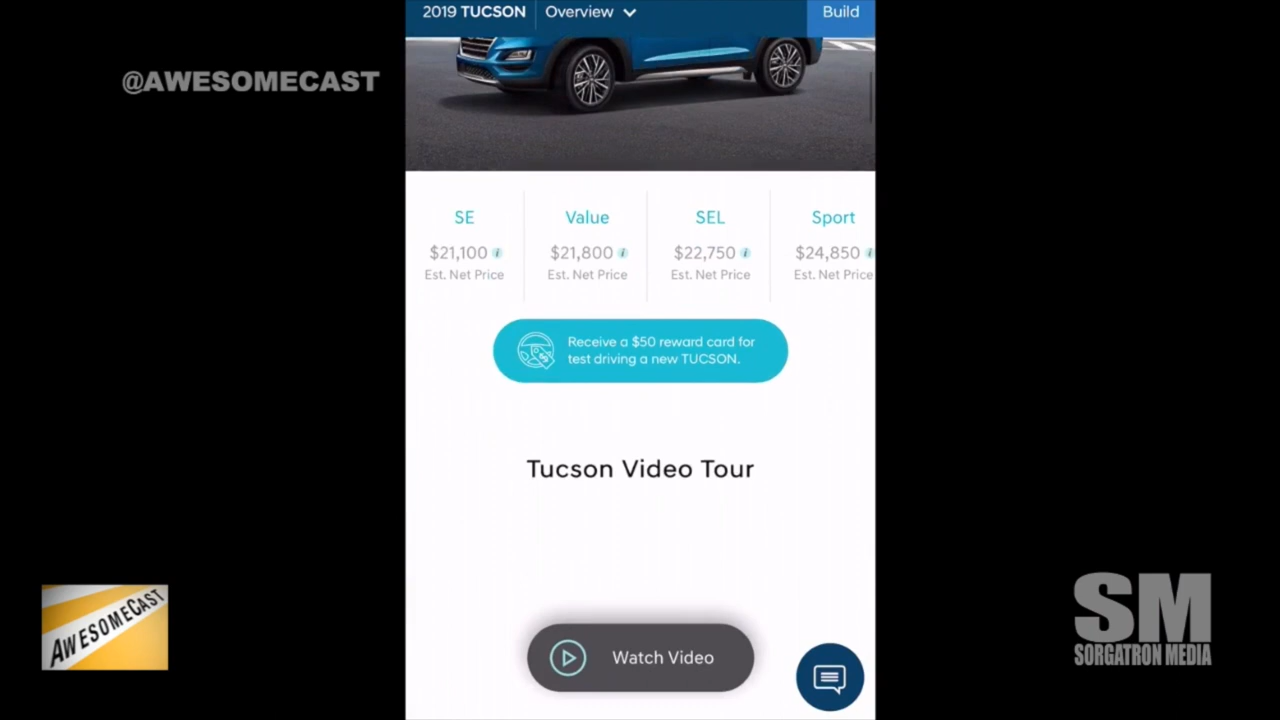 2019 TUCSON
Overview
Build
@AWESOMECAST
SE
Value
SEL
Sport
$21,100 i
$21,800 i
$22,750 i
$24,850 i
Est. Net Price
Est. Net Price
Est. Net Price
Est. Net Price
Receive a $50 reward card for
test driving a new TUCSON.
Tucson Video Tour
Watch Video
AWESOMECAST
SM
SORGATRON MEDIA